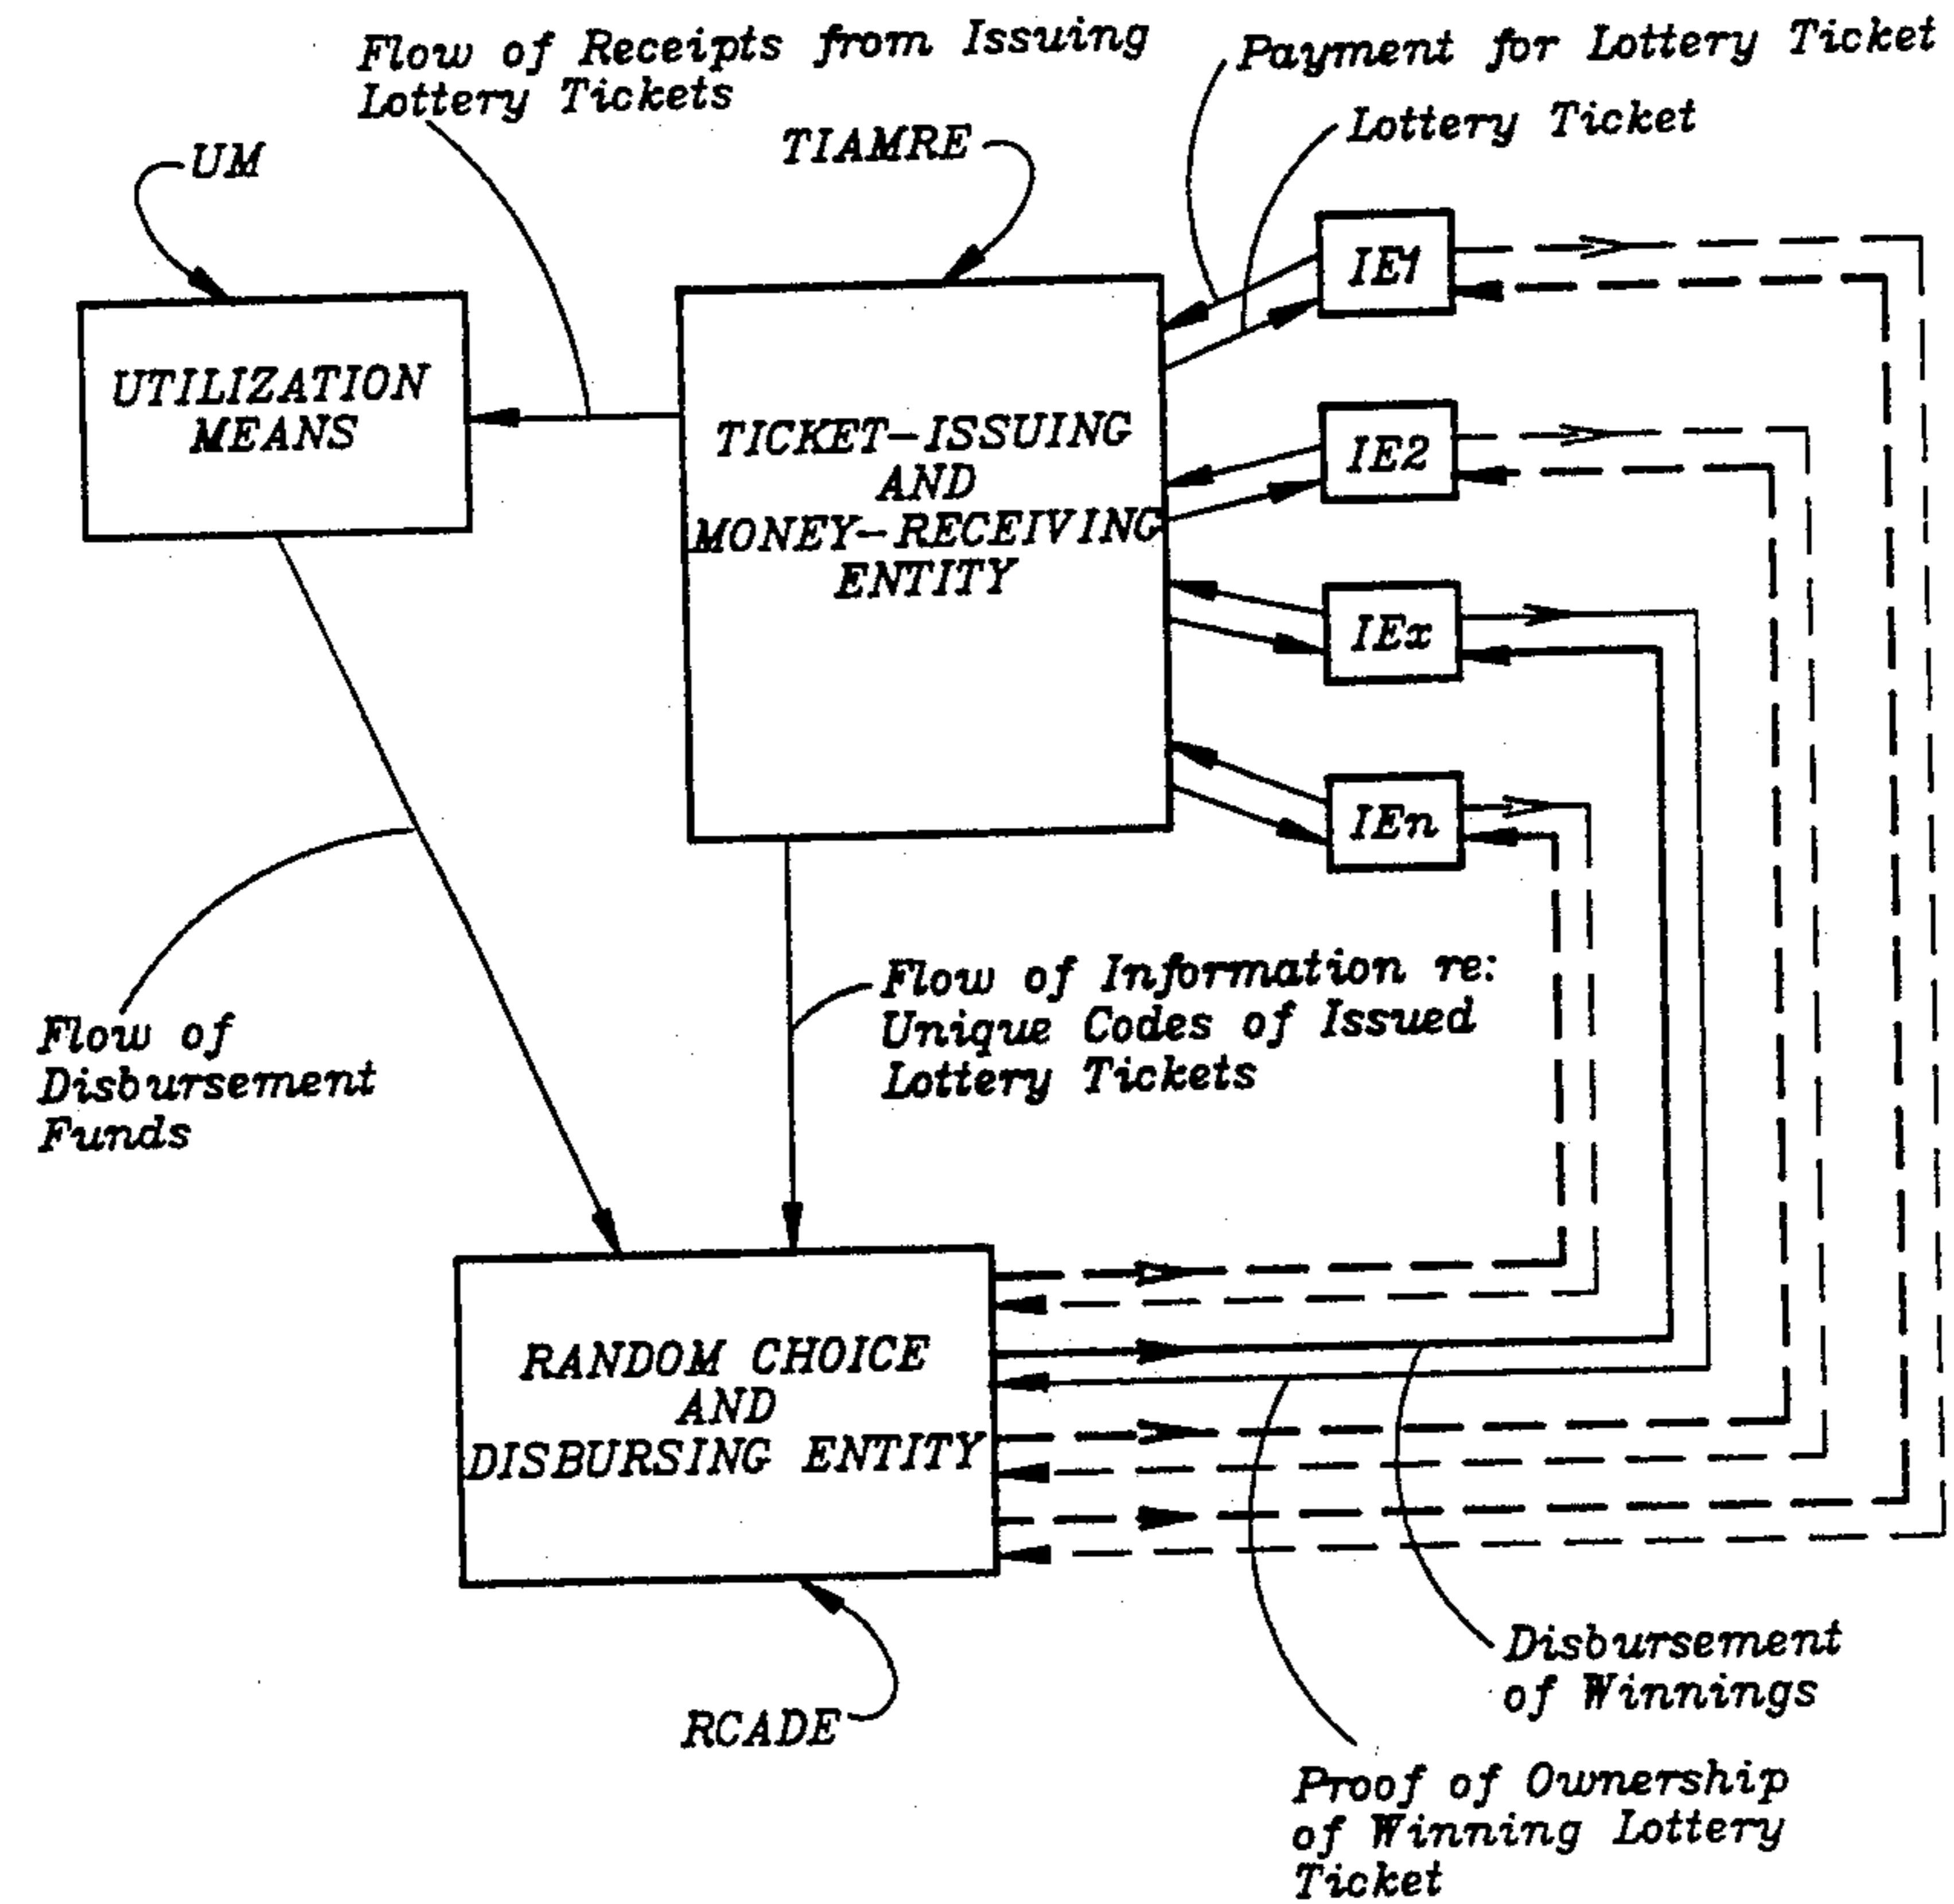 Flow of Receipts from Issuing
Lottery Tickets
Payment for Lottery Ticket
Lottery Ticket
UM
TIAMRE
UTILIZATION
MEANS
TICKET-ISSUING
AND
MONEY-RECEIVING
ENTITY
IE1
IE2
IEx
IEn
Flow of
Disbursement
Funds
Flow of Information re:
Unique Codes of Issued
Lottery Tickets
RANDOM CHOICE
AND
DISBURSING ENTITY
RCADE
Disbursement
of Winnings
Proof of Ownership
of Winning Lottery
Ticket